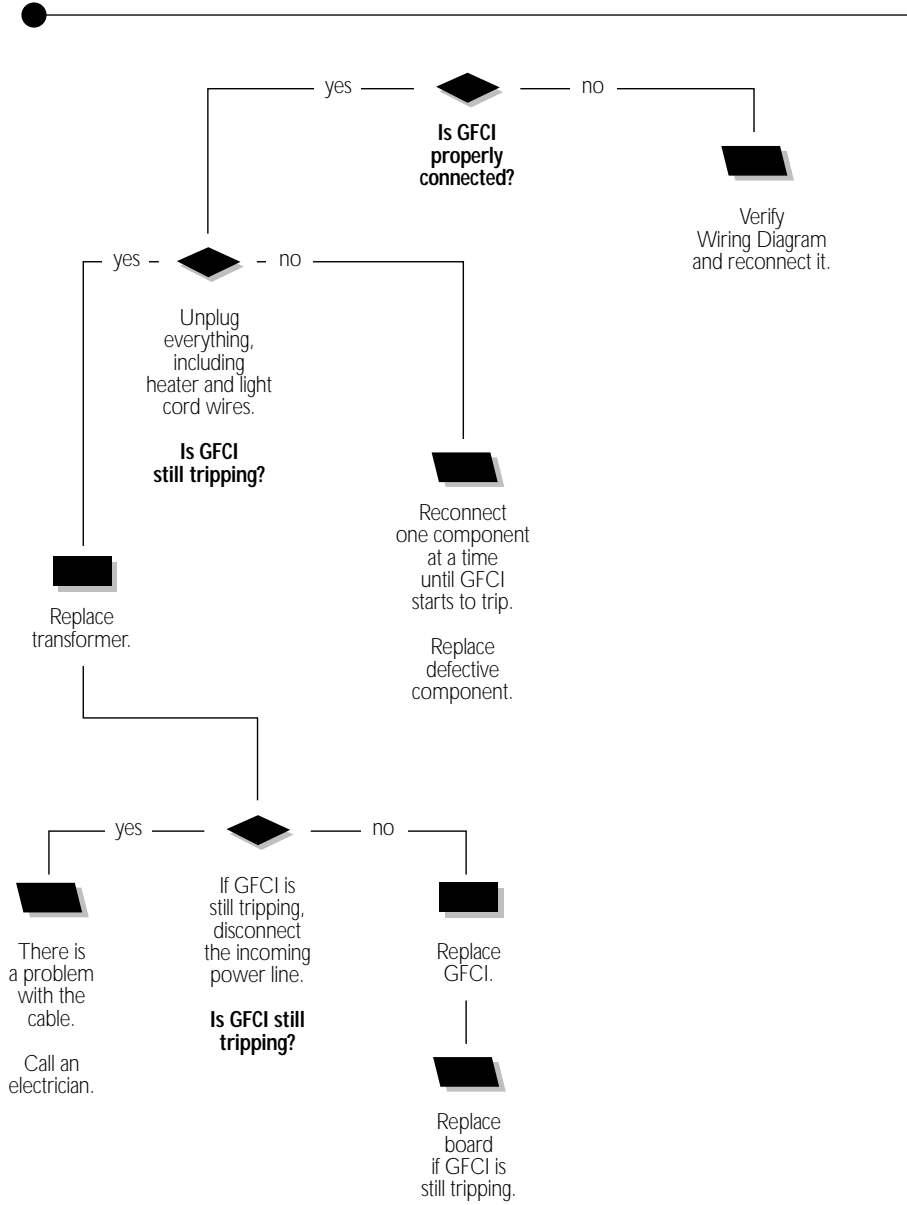 yes
no
Is GFCI
properly
connected?
Verify
Wiring Diagram
and reconnect it.
yes
no
Unplug
everything,
including
heater and light
cord wires.
Is GFCI
still tripping?
Reconnect
one component
at a time
until GFCI
starts to trip.
Replace
defective
component.
Replace
transformer.
yes
no
If GFCI is
still tripping,
disconnect
the incoming
power line.
Is GFCI still
tripping?
There is
a problem
with the
cable.
Call an
electrician.
Replace
GFCI.
Replace
board
if GFCI is
still tripping.